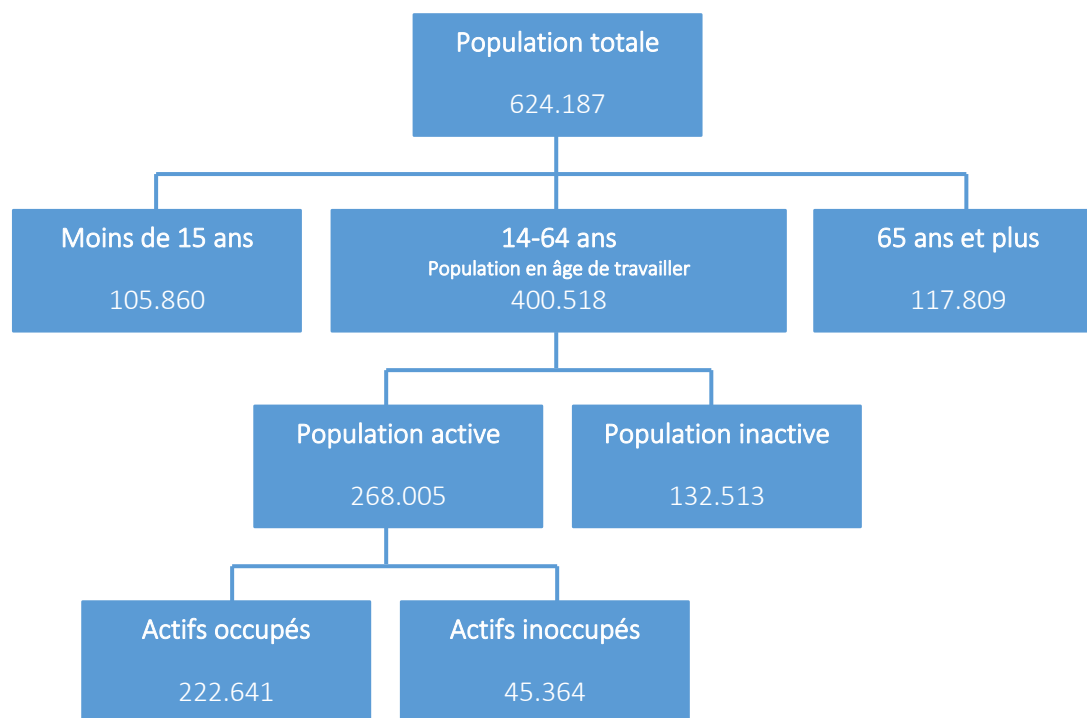 Population totale
624.187
Moins de 15 ans
105.860
14-64 ans
Population en âge de travailler
400.518
65 ans et plus
117.809
Population active
268.005
Population inactive
132.513
Actifs occupés
222.641
Actifs inoccupés
45.364